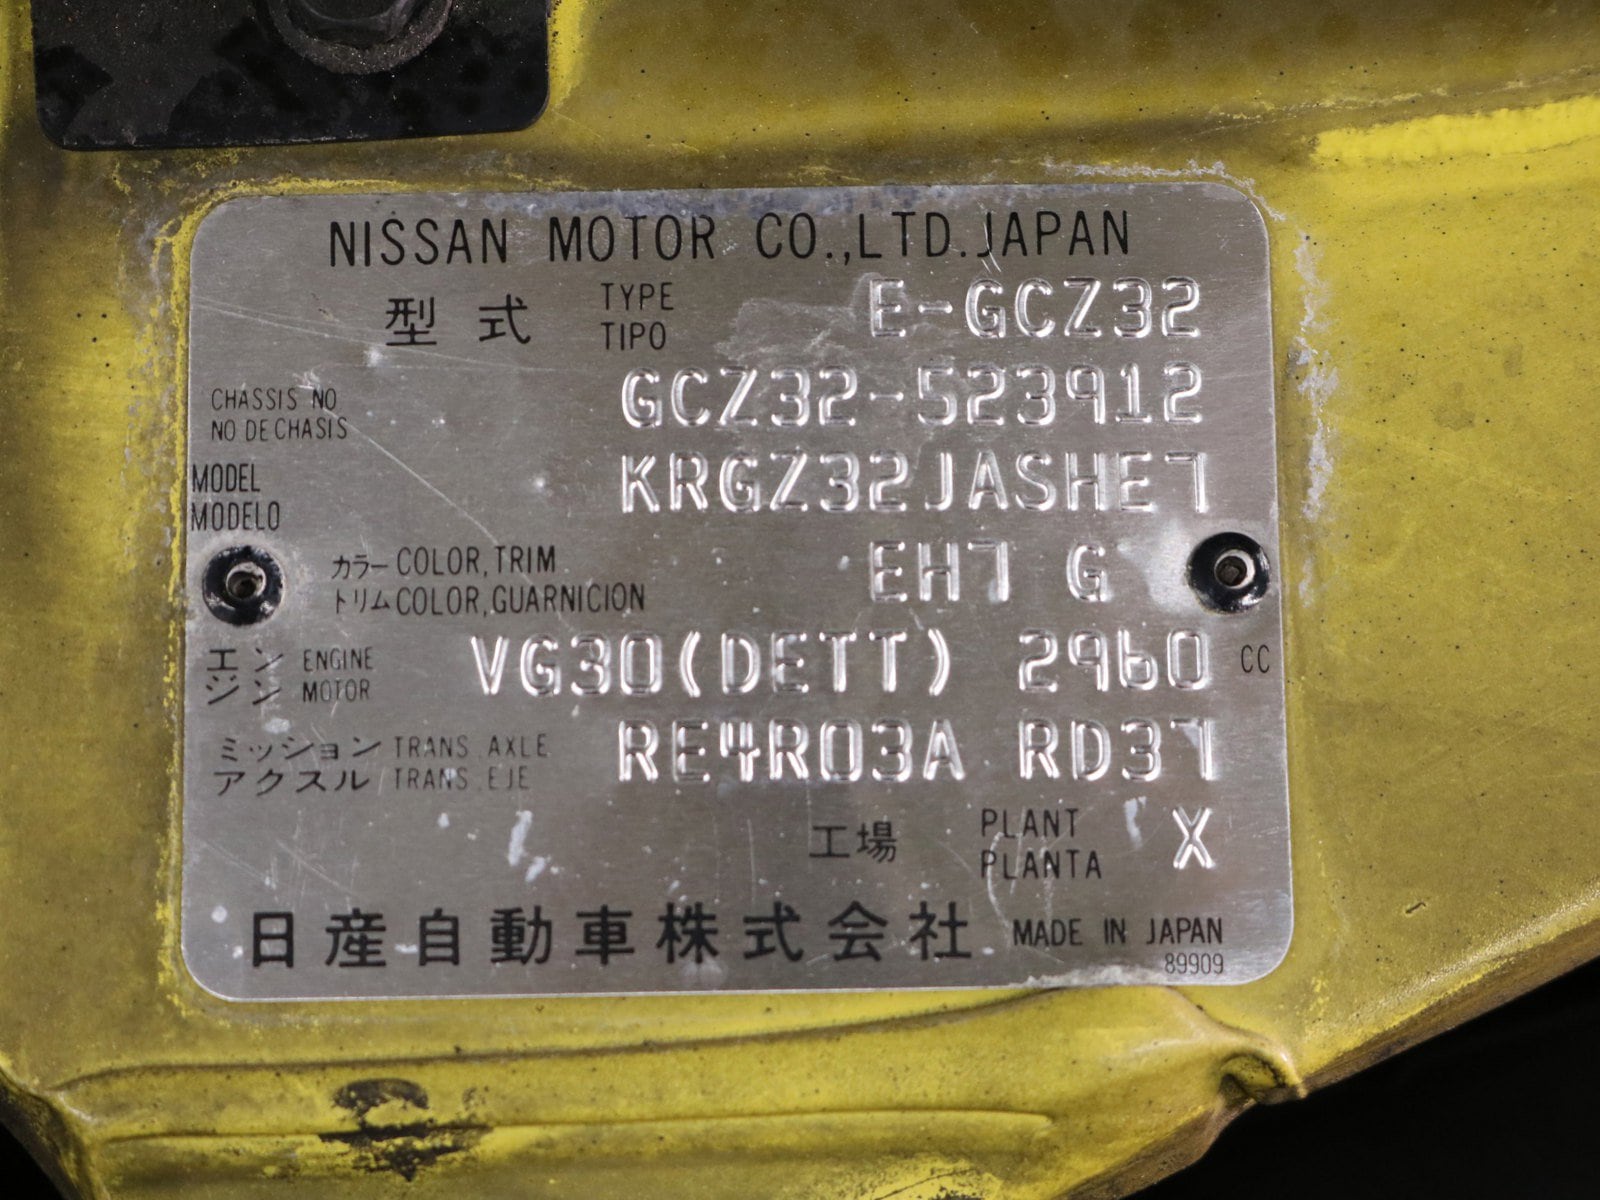 NISSAN MOTOR CO.,LTD.JAPAN
型式 TYPE E-GCZ32
TIPO
CHASSIS NO GCZ32-523912
NO DE CHASIS
MODEL KRGZ32JASHE7
MODELO
カラー COLOR,TRIM EH7 G
トリム COLOR,GUARNICION
エン ENGINE VG30(DETT) 2960 CC
ジン MOTOR
ミッション TRANS.AXLE RE4R03A RD37
アクスル TRANS.EJE
工場 PLANT X
PLANTA
日産自動車株式会社 MADE IN JAPAN
89909